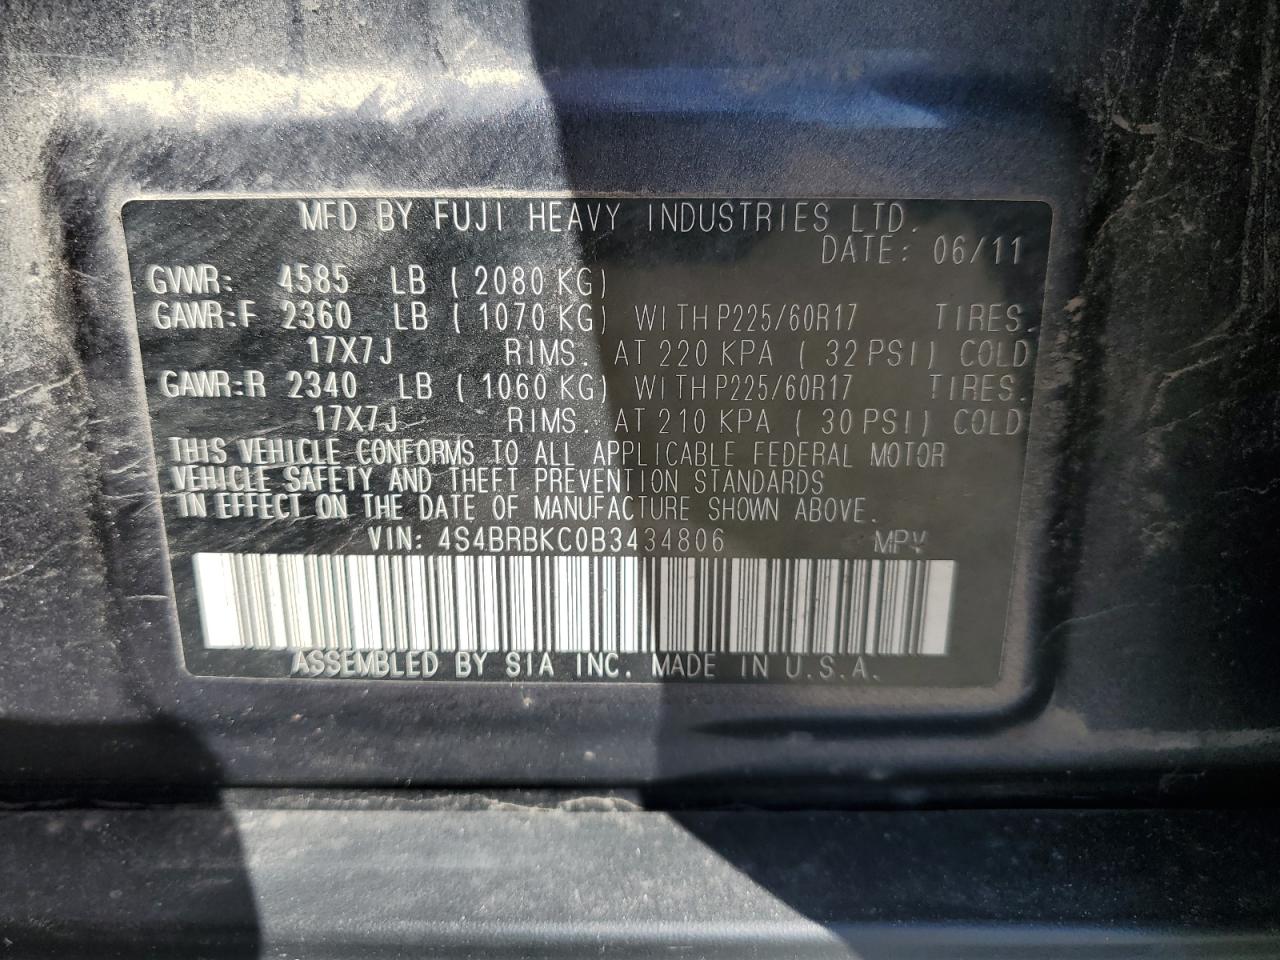 MFD BY FUJI HEAVY INDUSTRIES LTD.
DATE: 06/11
GVWR: 4585 LB (2080 KG)
GAWR:F 2360 LB (1070 KG) WITH P225/60R17 TIRES.
17X7J RIMS. AT 220 KPA (32 PSI) COLD
GAWR:R 2340 LB (1060 KG) WITH P225/60R17 TIRES.
17X7J RIMS. AT 210 KPA (30 PSI) COLD
THIS VEHICLE CONFORMS TO ALL APPLICABLE FEDERAL MOTOR
VEHICLE SAFETY AND THEFT PREVENTION STANDARDS
IN EFFECT ON THE DATE OF MANUFACTURE SHOWN ABOVE.
VIN: 4S4BRBKC0B3434806 MPV
ASSEMBLED BY SIA INC. MADE IN U.S.A.